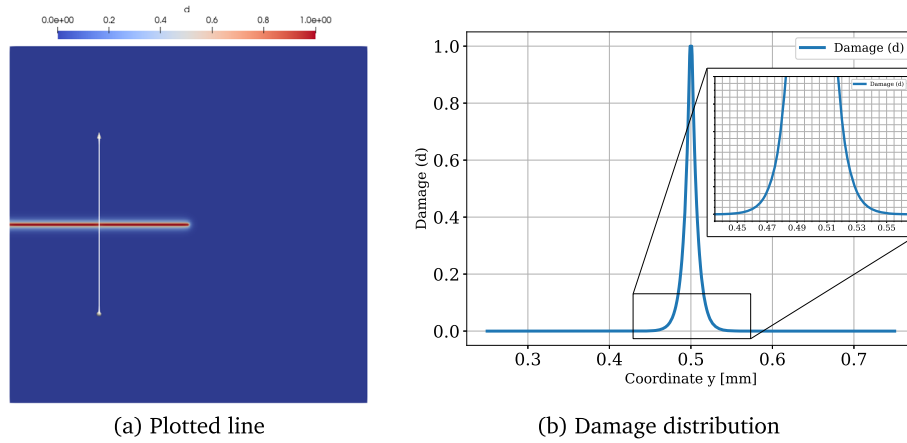 d
0.0e+00 0.2 0.4 0.6 0.8 1.0e+00
(a) Plotted line
Damage (d)
Damage (d)
1.0
0.8
0.6
0.4
0.2
0.0
Damage (d)
0.45 0.47 0.49 0.51 0.53 0.55
0.3 0.4 0.5 0.6 0.7
Coordinate y [mm]
(b) Damage distribution